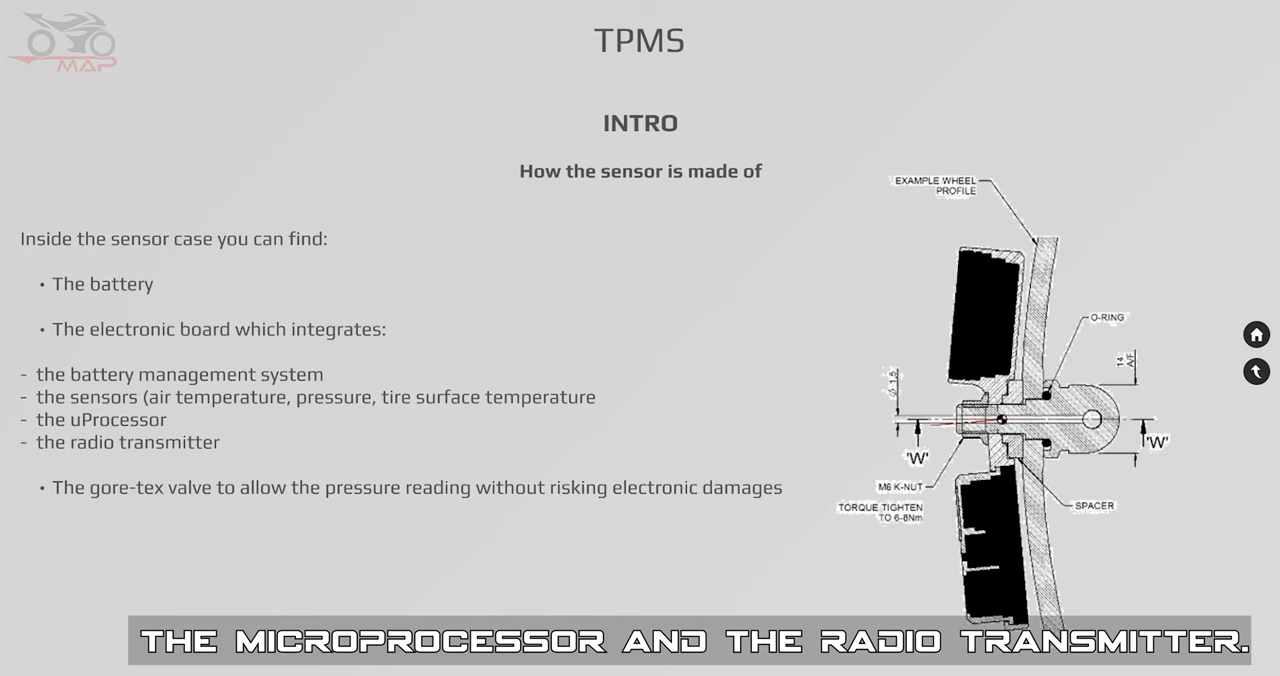 MAP
TPMS
INTRO
How the sensor is made of
Inside the sensor case you can find:
• The battery
• The electronic board which integrates:
- the battery management system
- the sensors (air temperature, pressure, tire surface temperature
- the uProcessor
- the radio transmitter
• The gore-tex valve to allow the pressure reading without risking electronic damages
EXAMPLE WHEEL
PROFILE
O-RING
14
A/F
Ø 1.5
'W'
'W'
M6 K-NUT
TORQUE TIGHTEN
TO 6-8Nm
SPACER
THE MICROPROCESSOR AND THE RADIO TRANSMITTER.